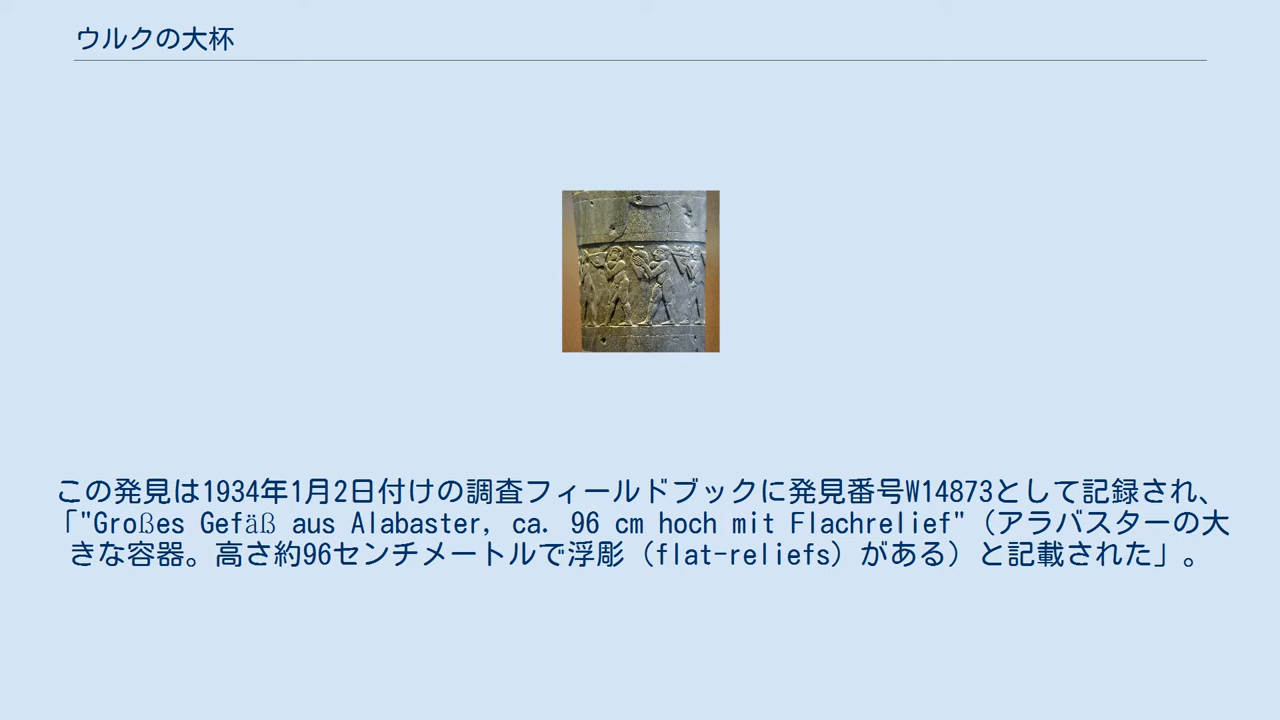 ウルクの大杯
この発見は1934年1月2日付けの調査フィールドブックに発見番号W14873として記録され、
「"Großes Gefäß aus Alabaster, ca. 96 cm hoch mit Flachrelief"（アラバスターの大
きな容器。高さ約96センチメートルで浮彫（flat-reliefs）がある）と記載された」。